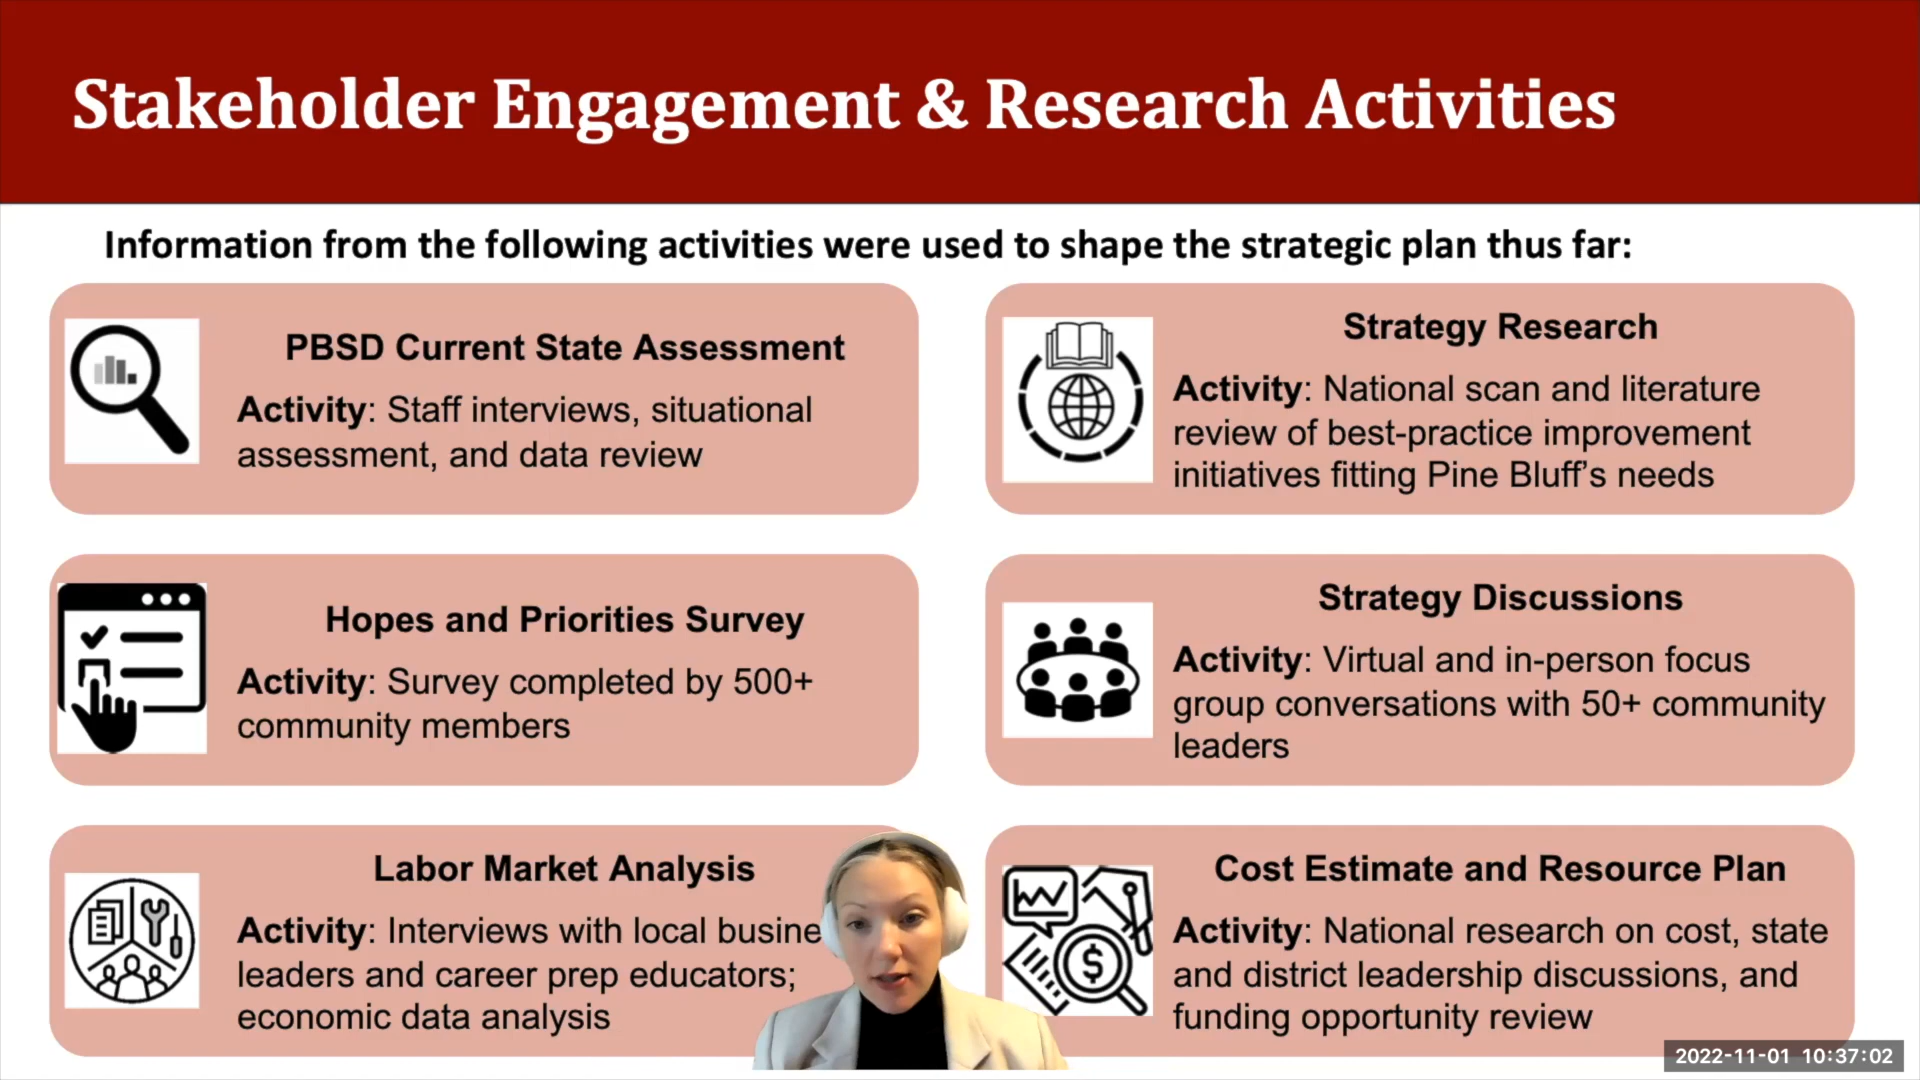 Stakeholder Engagement & Research Activities
Information from the following activities were used to shape the strategic plan thus far:
PBSD Current State Assessment
Activity: Staff interviews, situational
assessment, and data review
Strategy Research
Activity: National scan and literature
review of best-practice improvement
initiatives fitting Pine Bluff's needs
Hopes and Priorities Survey
Activity: Survey completed by 500+
community members
Strategy Discussions
Activity: Virtual and in-person focus
group conversations with 50+ community
leaders
Labor Market Analysis
Activity: Interviews with local busine
leaders and career prep educators;
economic data analysis
Cost Estimate and Resource Plan
Activity: National research on cost, state
and district leadership discussions, and
funding opportunity review
2022-11-01 10:37:02